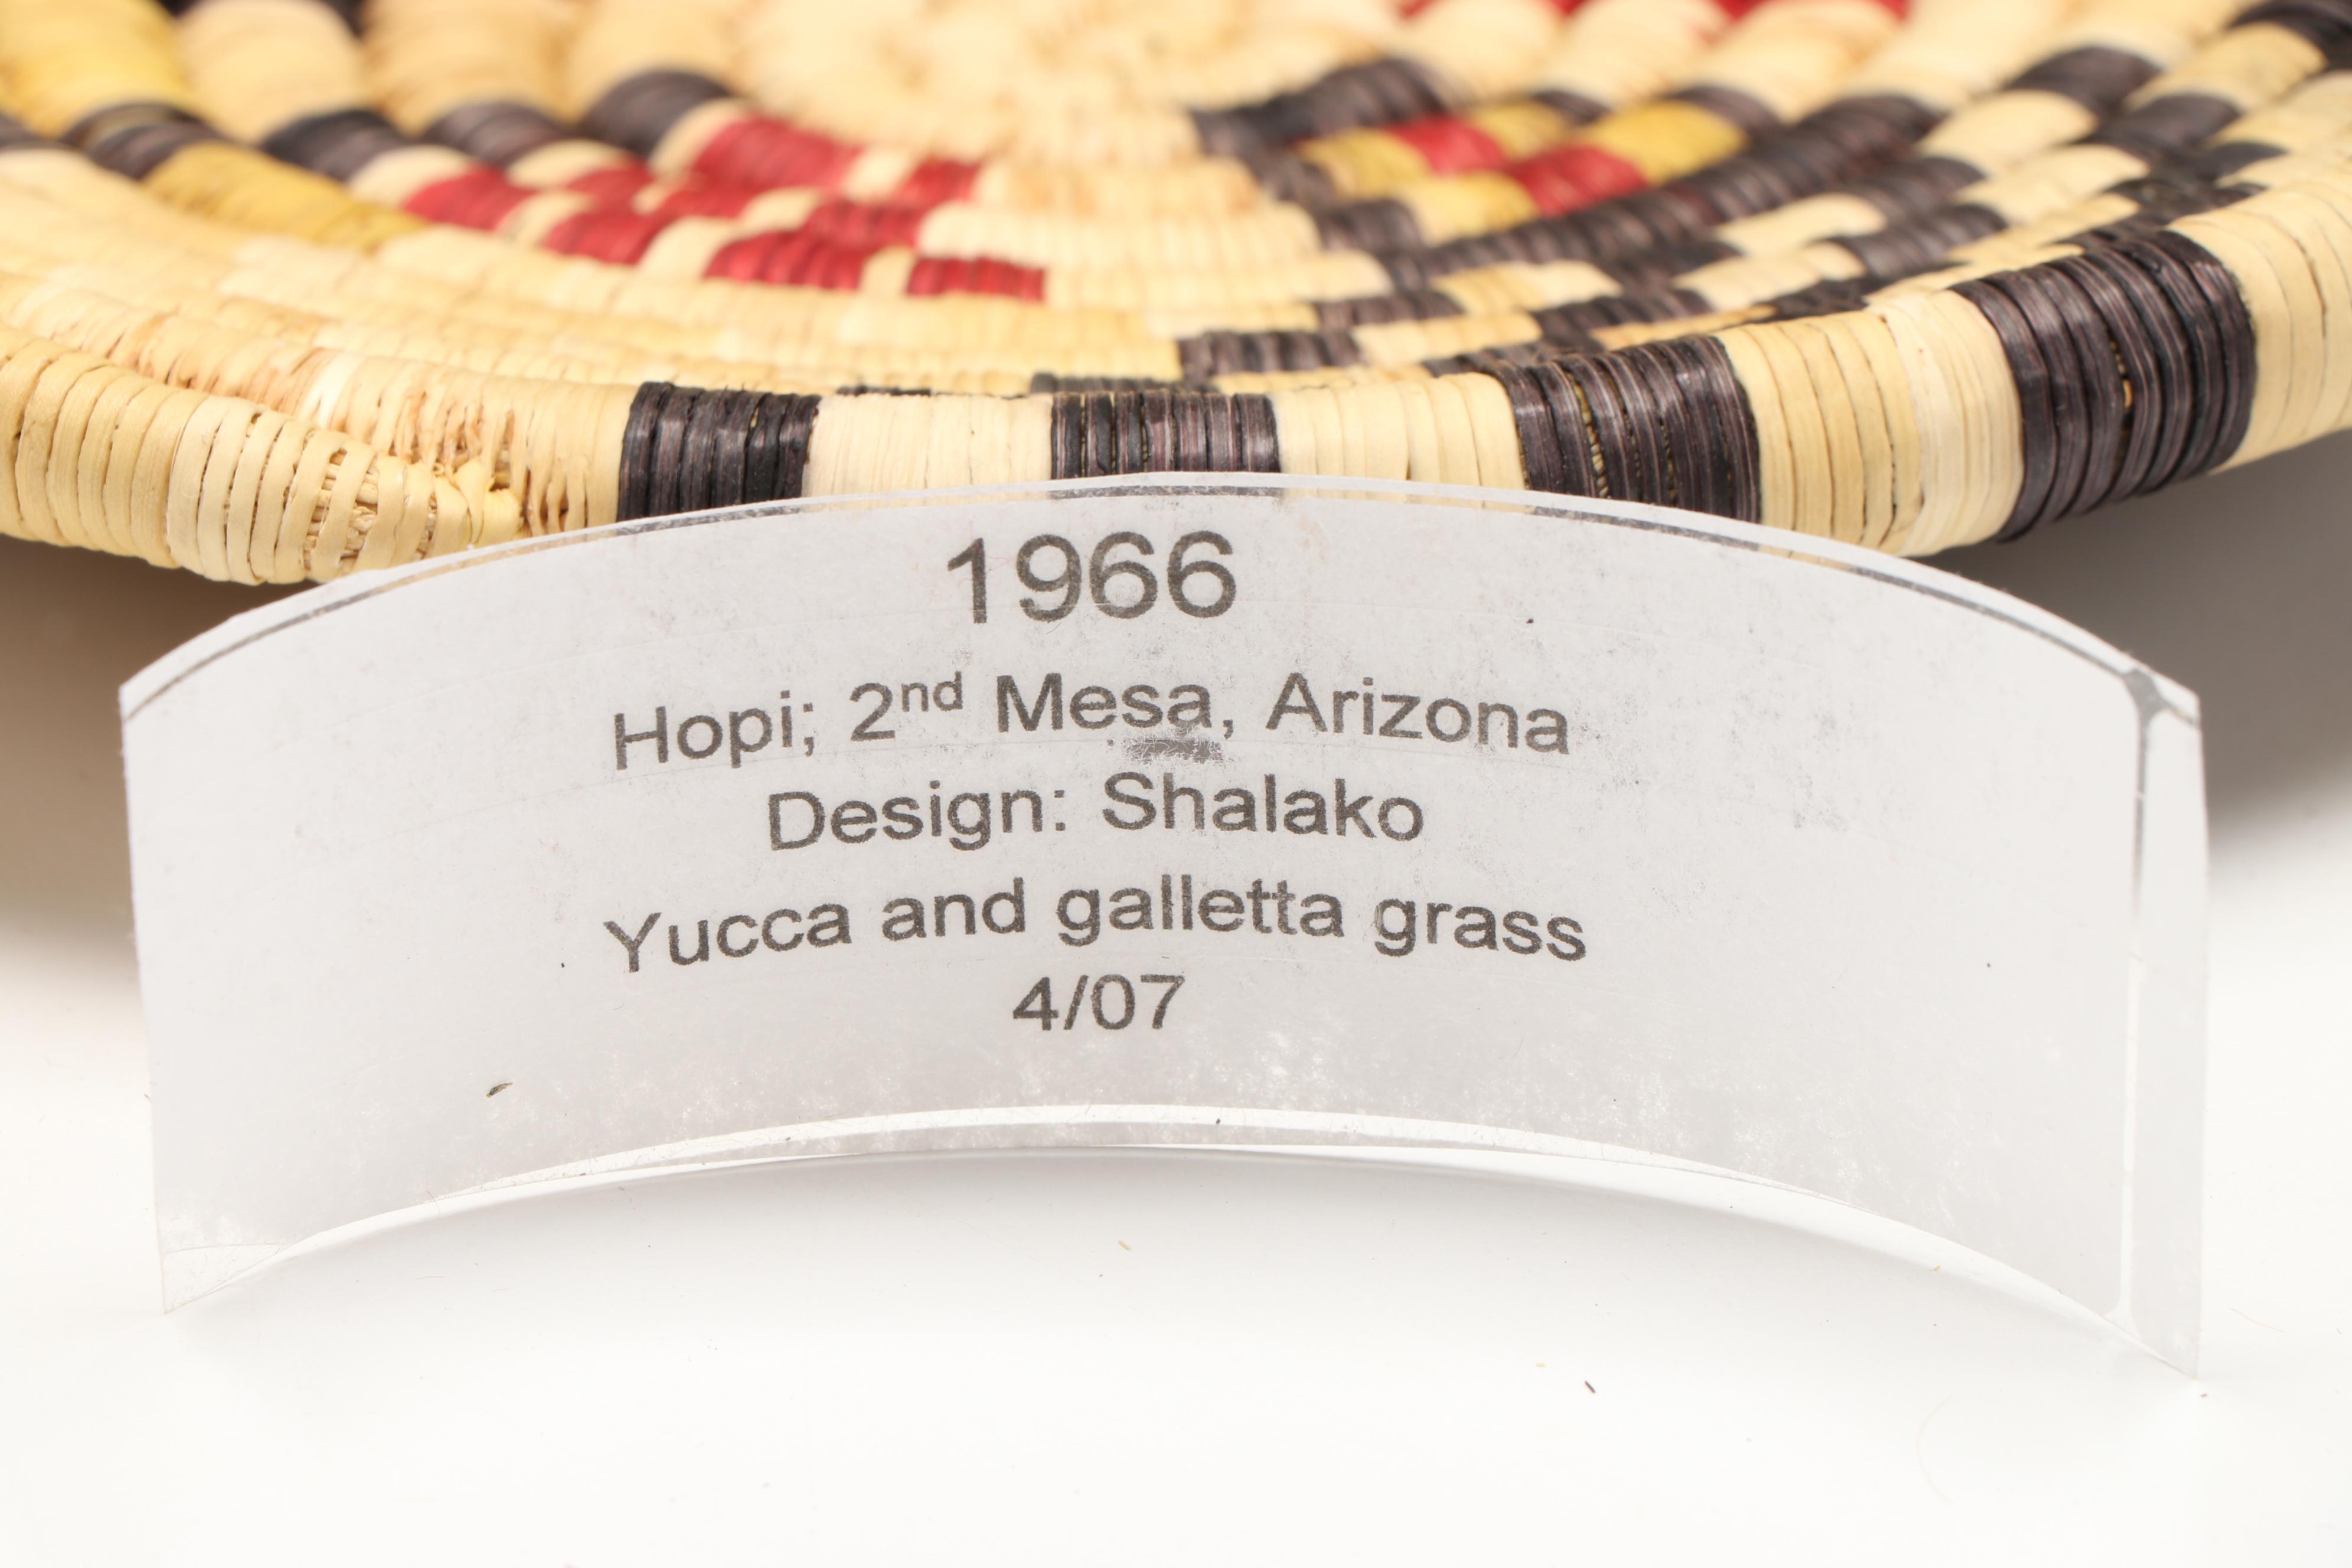 1966
Hopi; 2nd Mesa, Arizona
Design: Shalako
Yucca and galletta grass
4/07